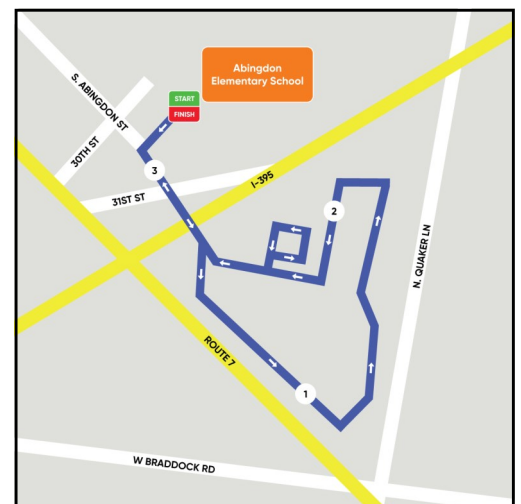 Abingdon
Elementary School
START
FINISH
S. ABINGDON ST
30TH ST
3
31ST ST
I-395
2
N. QUAKER LN
ROUTE 7
1
W BRADDOCK RD